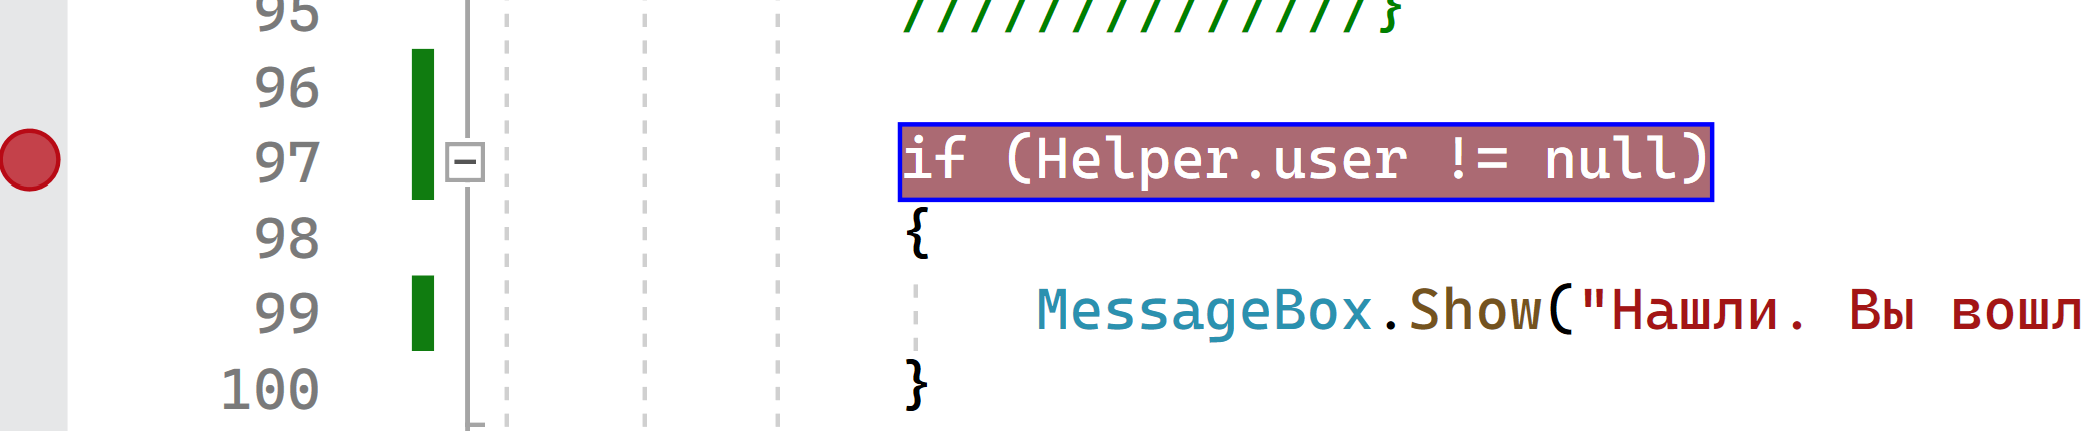 95 //////////////}
96
97 if (Helper.user != null)
98 {
99 MessageBox.Show("Нашли. Вы вошл
100 }